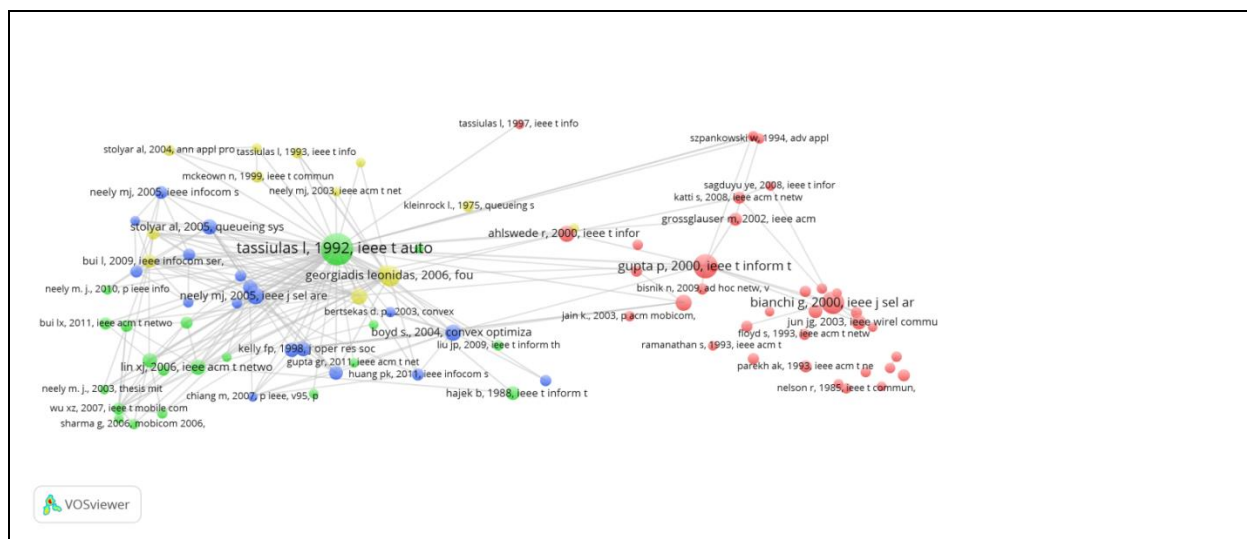 tassiulas l, 1997, ieee t info
szpankowski w, 1994, adv appl
stolyar al, 2004, ann appl pro
tassiulas l, 1993, ieee t info
mckeown n, 1999, ieee t commun
neely mj, 2005, ieee infocom s
neely mj, 2003, ieee acm t net
sagduyu ye, 2008, ieee t infor
katti s, 2008, ieee acm t netw
kleinrock l., 1975, queueing s
grossglauser m, 2002, ieee acm
stolyar al, 2005, queueing sys
ahlswede r, 2000, ieee t infor
tassiulas l, 1992, ieee t auto
bui l, 2009, ieee infocom ser,
gupta p, 2000, ieee t inform t
georgiadis leonidas, 2006, fou
neely m. j., 2010, p ieee info
bisnik n, 2009, ad hoc netw, v
neely mj, 2005, ieee j sel are
bianchi g, 2000, ieee j sel ar
bertsekas d. p., 2003, convex
jain k., 2003, p acm mobicom,
bui lx, 2011, ieee acm t netwo
jun jg, 2003, ieee wirel commu
boyd s., 2004, convex optimiza
floyd s, 1993, ieee acm t netw
liu jp, 2009, ieee t inform th
ramanathan s, 1993, ieee acm t
kelly fp, 1998, j oper res soc
gupta gr, 2011, ieee acm t net
parekh ak, 1993, ieee acm t ne
lin xj, 2006, ieee acm t netwo
huang pk, 2011, ieee infocom s
nelson r, 1985, ieee t commun,
neely m. j., 2003, thesis mit
chiang m, 2007, p ieee, v95, p
hajek b, 1988, ieee t inform t
wu xz, 2007, ieee t mobile com
sharma g, 2006, mobicom 2006,
VOSviewer